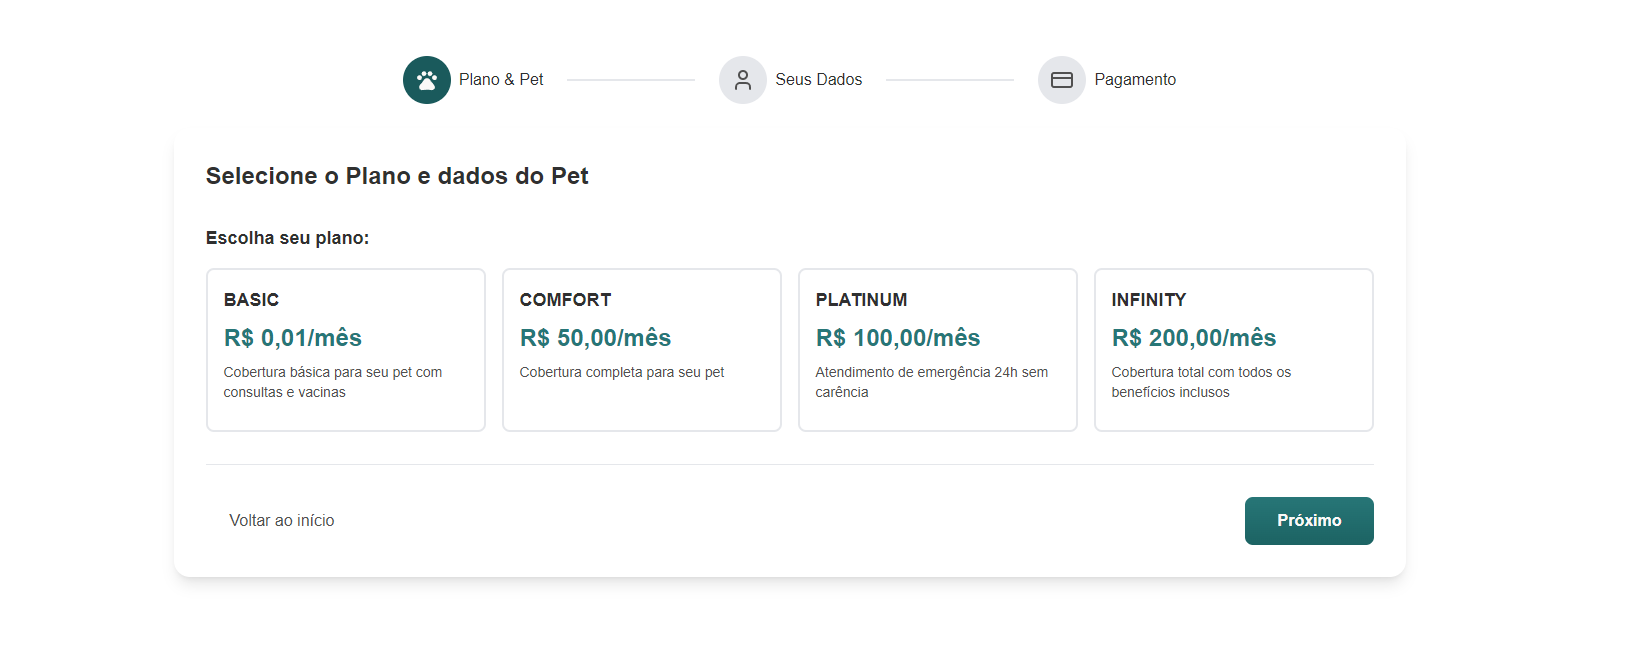 Plano & Pet
Seus Dados
Pagamento
Selecione o Plano e dados do Pet
Escolha seu plano:
BASIC
R$ 0,01/mês
Cobertura básica para seu pet com
consultas e vacinas
COMFORT
R$ 50,00/mês
Cobertura completa para seu pet
PLATINUM
R$ 100,00/mês
Atendimento de emergência 24h sem
carência
INFINITY
R$ 200,00/mês
Cobertura total com todos os
benefícios inclusos
Voltar ao início
Próximo